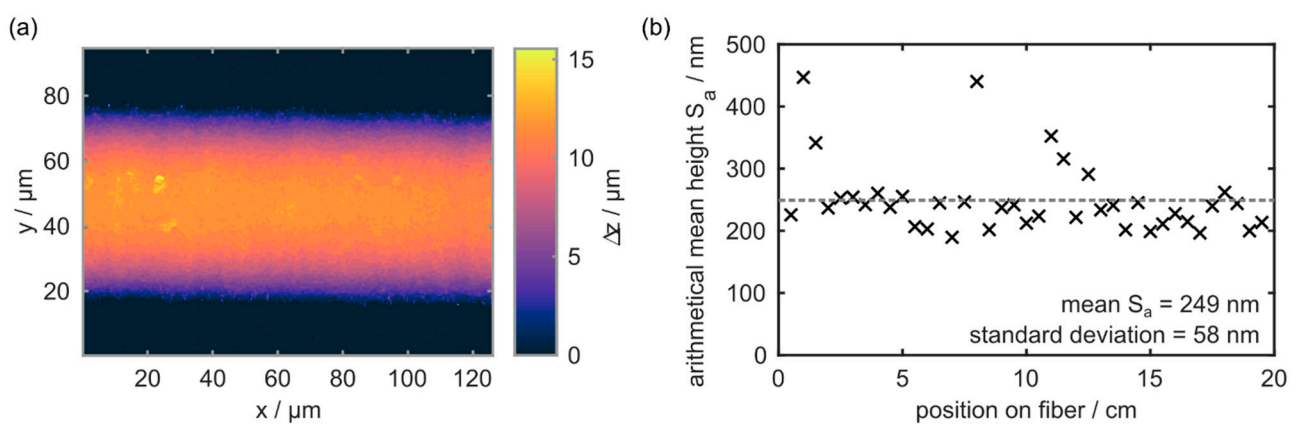 (a)
80
60
40
20
y / µm
20 40 60 80 100 120
x / µm
15
10
5
0
Δz / µm
(b)
500
400
300
200
100
0
arithmetical mean height Sₐ / nm
mean Sₐ = 249 nm
standard deviation = 58 nm
0 5 10 15 20
position on fiber / cm